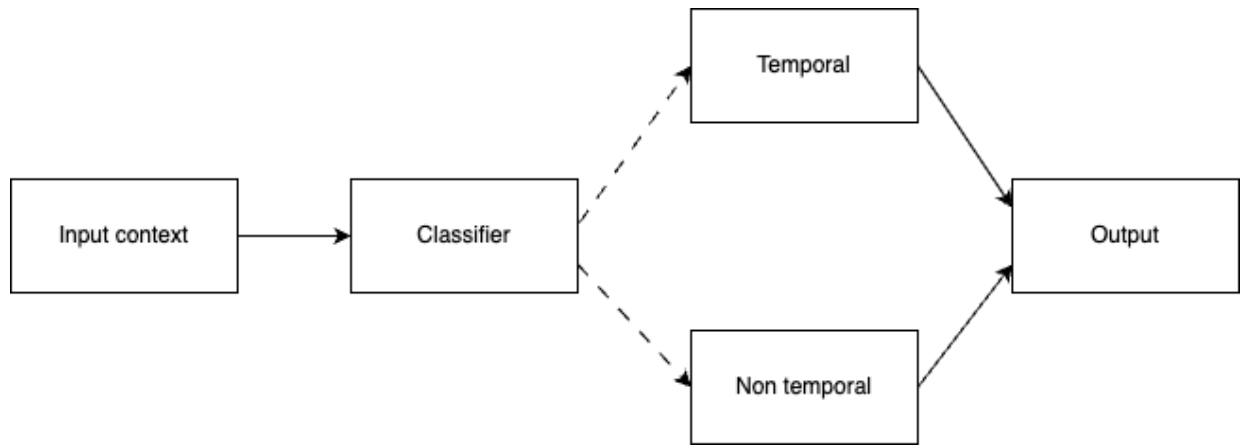 Temporal
Input context
Classifier
Output
Non temporal